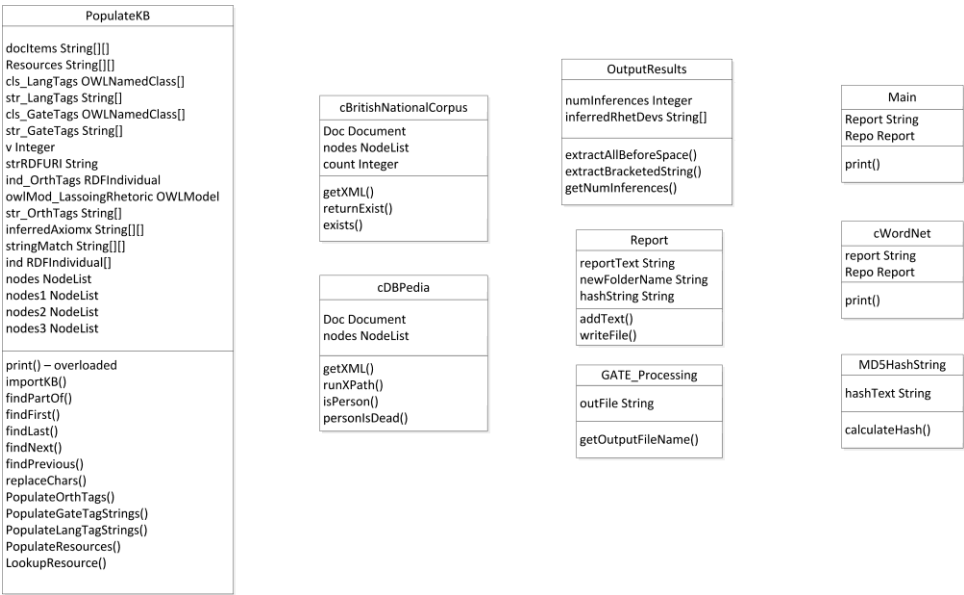 PopulateKB
docItems String[][]
Resources String[][]
cls_LangTags OWLNamedClass[]
str_LangTags String[]
cls_GateTags OWLNamedClass[]
str_GateTags String[]
v Integer
strRDFURI String
ind_OrthTags RDFIndividual
owlMod_LassoingRhetoric OWLModel
str_OrthTags String[]
inferredAxiomx String[][]
stringMatch String[][]
ind RDFIndividual[]
nodes NodeList
nodes1 NodeList
nodes2 NodeList
nodes3 NodeList
print() – overloaded
importKB()
findPartOf()
findFirst()
findLast()
findNext()
findPrevious()
replaceChars()
PopulateOrthTags()
PopulateGateTagStrings()
PopulateLangTagStrings()
PopulateResources()
LookupResource()
cBritishNationalCorpus
Doc Document
nodes NodeList
count Integer
getXML()
returnExist()
exists()
cDBPedia
Doc Document
nodes NodeList
getXML()
runXPath()
isPerson()
personIsDead()
OutputResults
numInferences Integer
inferredRhetDevs String[]
extractAllBeforeSpace()
extractBracketedString()
getNumInferences()
Report
reportText String
newFolderName String
hashString String
addText()
writeFile()
GATE_Processing
outFile String
getOutputFileName()
Main
Report String
Repo Report
print()
cWordNet
report String
Repo Report
print()
MD5HashString
hashText String
calculateHash()